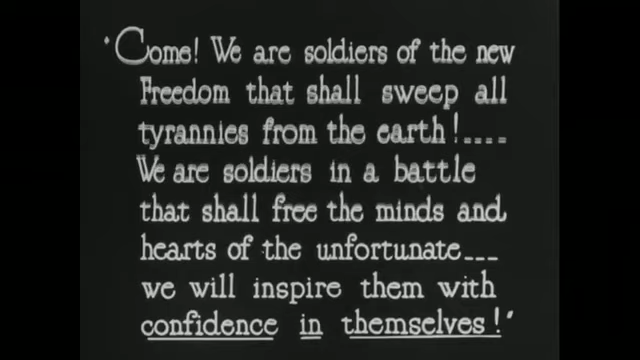 'Come! We are soldiers of the new
Freedom that shall sweep all
tyrannies from the earth!....
We are soldiers in a battle
that shall free the minds and
hearts of the unfortunate...
we will inspire them with
confidence in themselves!'